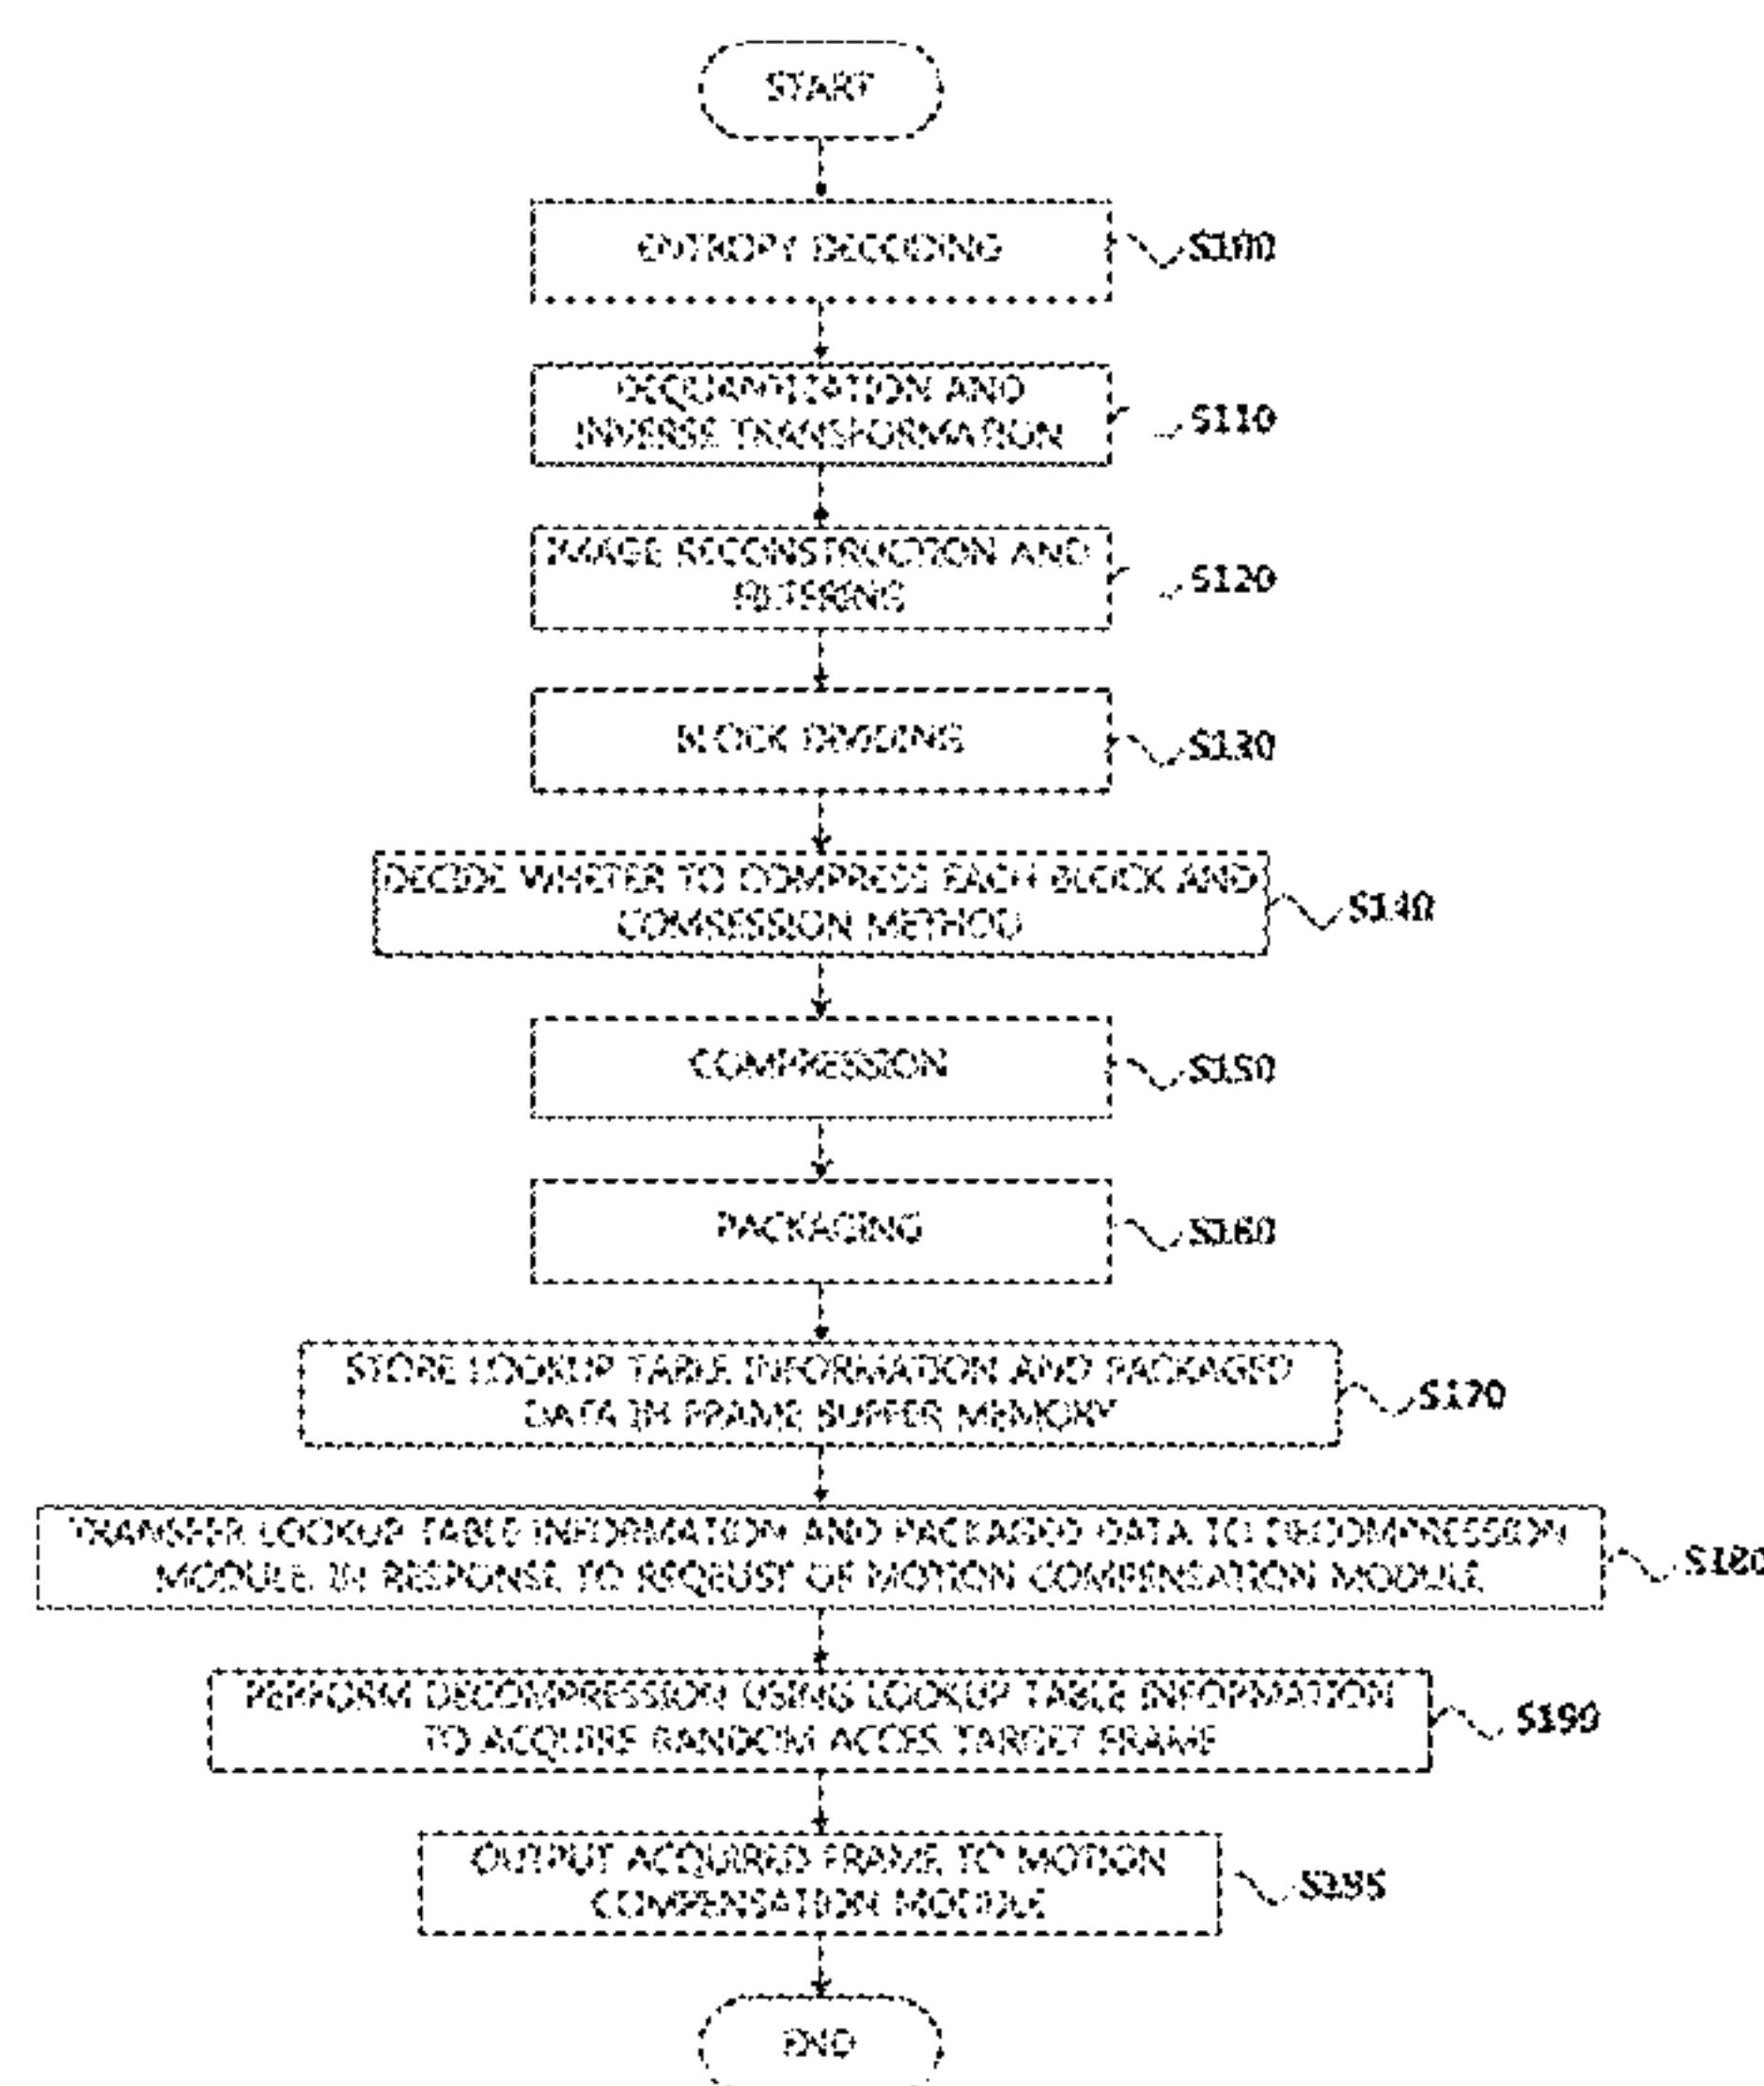 START
ENTROPY DECODING
S100
DEQUANTIZATION AND
INVERSE TRANSFORMATION
S110
IMAGE RECONSTRUCTION AND
FILTERING
S120
BLOCK DIVIDING
S130
DECIDE WHETER TO COMPRESS EACH BLOCK AND
COMSESSION METHOD
S140
COMPRESSION
S150
PACKAGING
S160
STORE LOOKUP TABLE INFORMATION AND PACKAGED
DATA IN FRAME BUFFER MEMORY
S170
TRANSFER LOOKUP TABLE INFORMATION AND PACKAGED DATA TO DECOMPRESSION
MODULE IN RESPONSE TO REQEUST OF MOTION COMPENSATION MODULE
S180
PERFORM DECOMPRESSION USING LOOKUP TABLE INFORMATION
TO ACQUIRE RANDOM ACCES TARGET FRAME
S190
OUTPUT ACQUIRED FRAME TO MOTION
COMPENSATION MODULE
S195
END